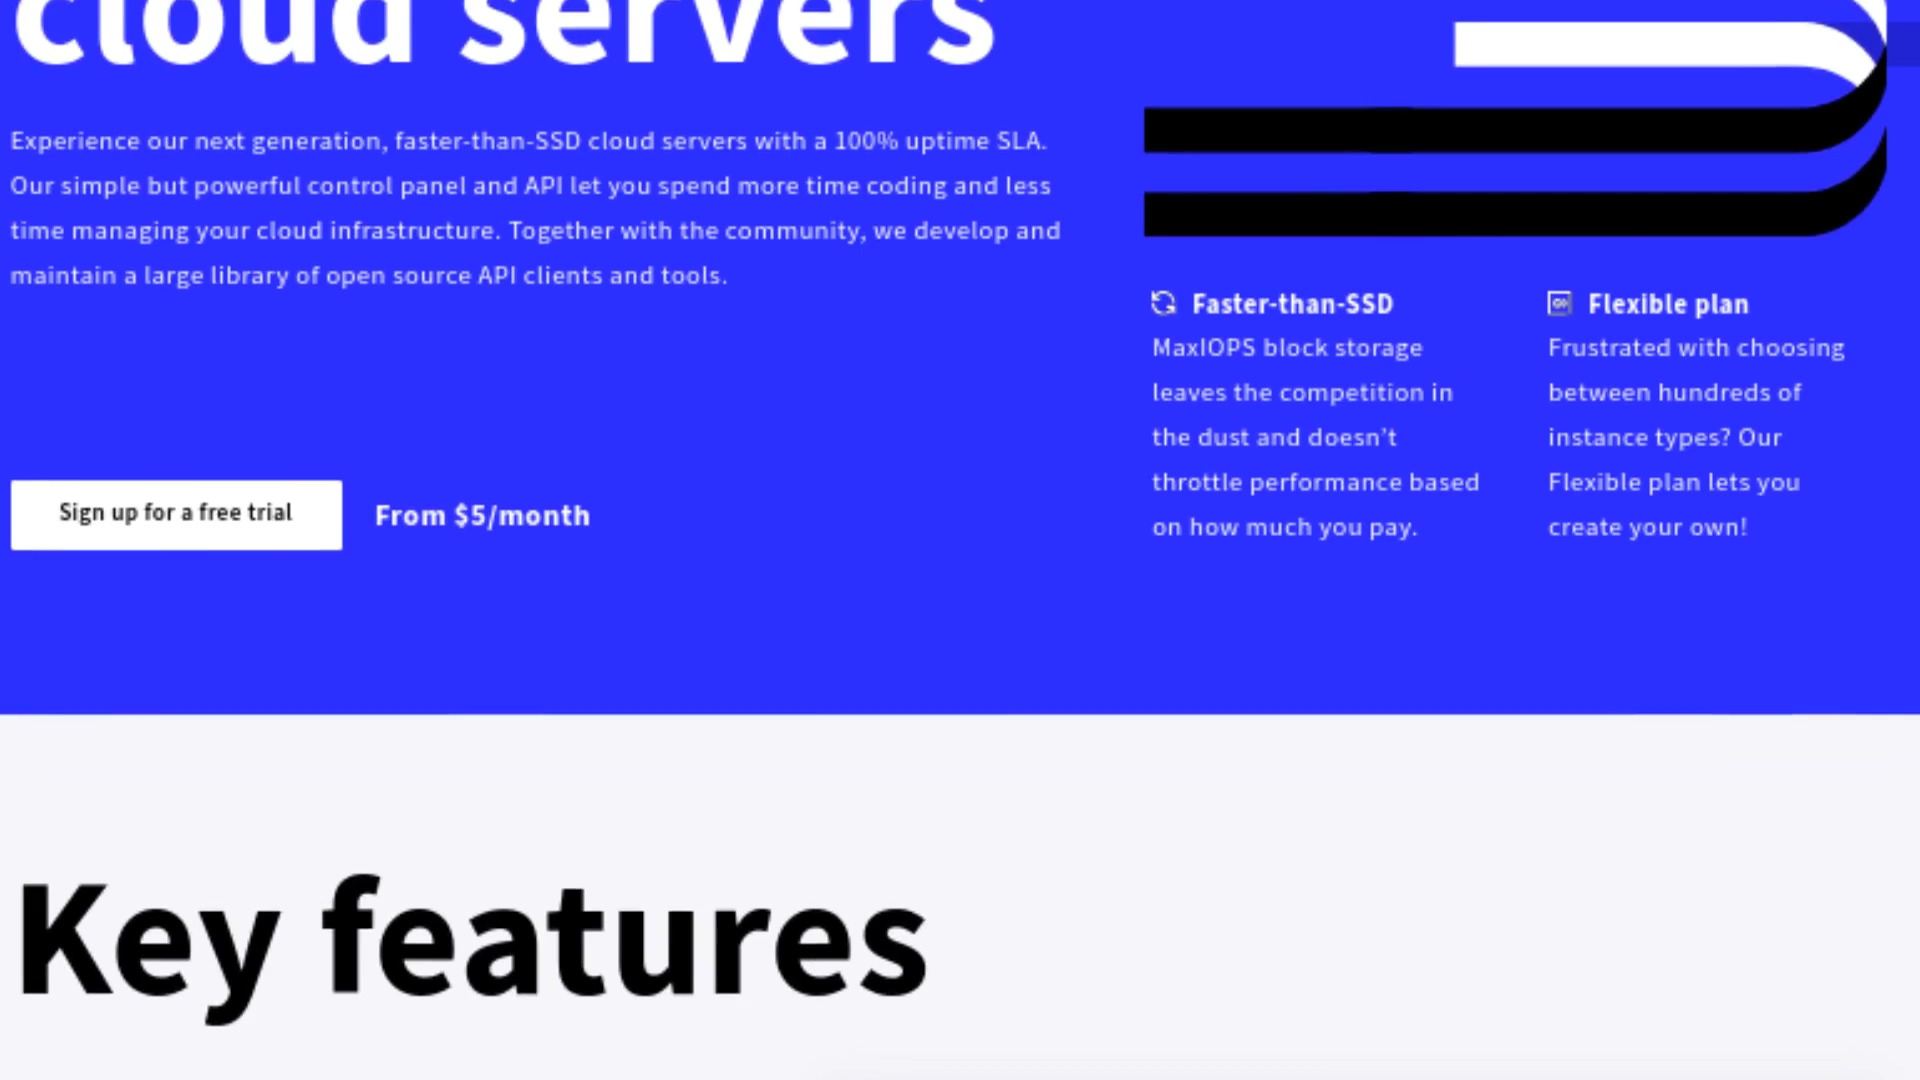 cloud servers
Experience our next generation, faster-than-SSD cloud servers with a 100% uptime SLA.
Our simple but powerful control panel and API let you spend more time coding and less
time managing your cloud infrastructure. Together with the community, we develop and
maintain a large library of open source API clients and tools.
Sign up for a free trial
From $5/month
Faster-than-SSD
MaxIOPS block storage
leaves the competition in
the dust and doesn’t
throttle performance based
on how much you pay.
Flexible plan
Frustrated with choosing
between hundreds of
instance types? Our
Flexible plan lets you
create your own!
Key features